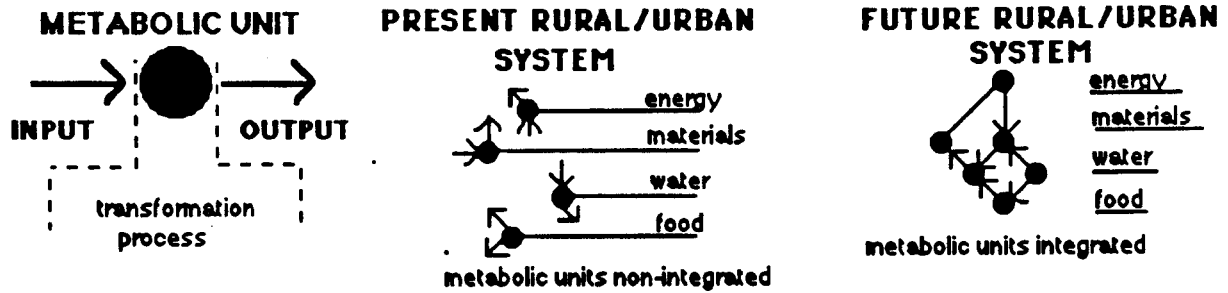 METABOLIC UNIT
INPUT
OUTPUT
transformation
process
PRESENT RURAL/URBAN
SYSTEM
energy
materials
water
food
metabolic units non-integrated
FUTURE RURAL/URBAN
SYSTEM
energy
materials
water
food
metabolic units integrated